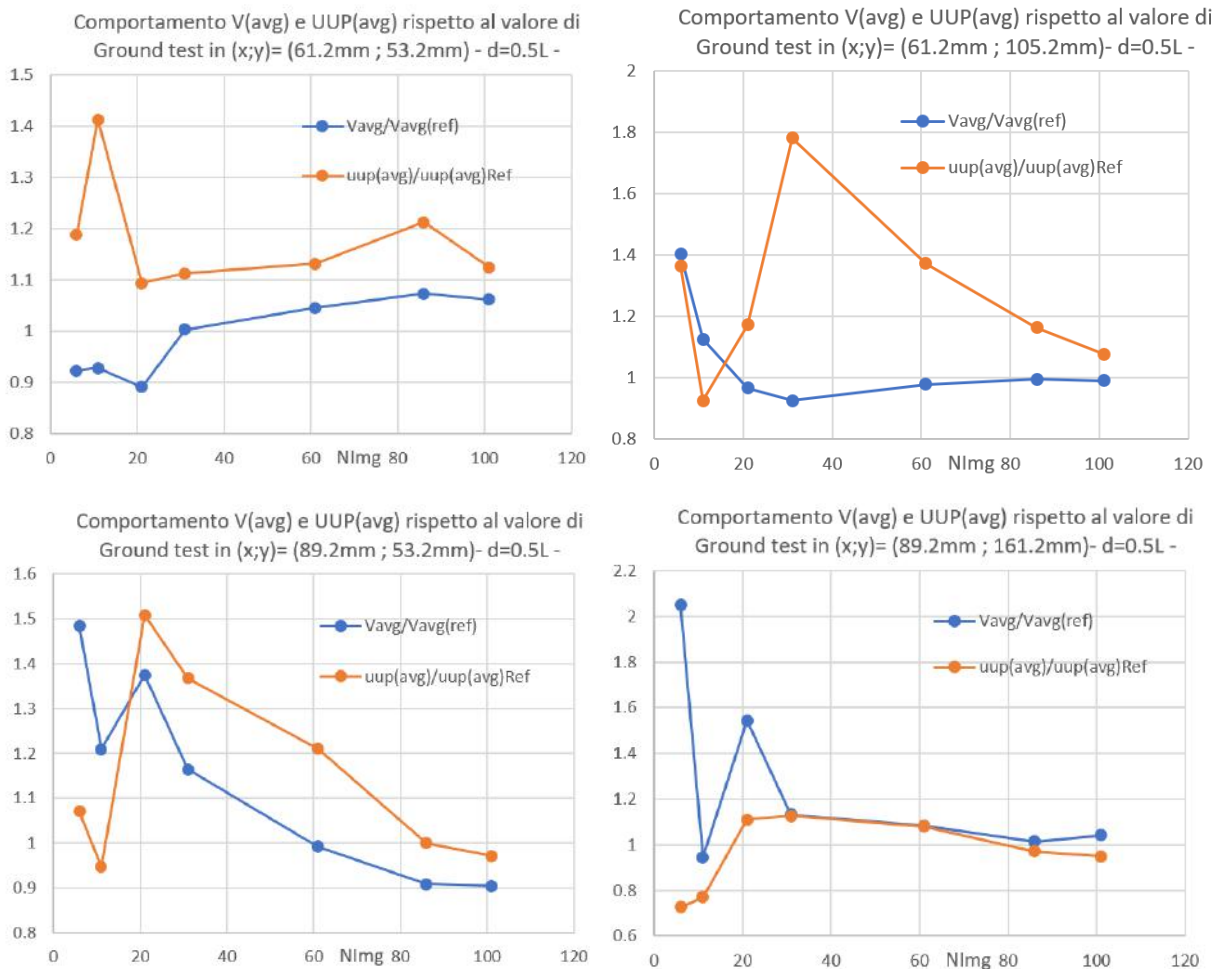 Comportamento V(avg) e UUP(avg) rispetto al valore di
Ground test in (x;y)= (61.2mm ; 53.2mm) - d=0.5L -
1.5
1.4
1.3
1.2
1.1
1
0.9
0.8
Vavg/Vavg(ref)
uup(avg)/uup(avg)Ref
0 20 40 60 NImg 80 100 120
Comportamento V(avg) e UUP(avg) rispetto al valore di
Ground test in (x;y)= (61.2mm ; 105.2mm)- d=0.5L -
2
1.8
1.6
1.4
1.2
1
0.8
Vavg/Vavg(ref)
uup(avg)/uup(avg)Ref
0 20 40 60 NImg 80 100 120
Comportamento V(avg) e UUP(avg) rispetto al valore di
Ground test in (x;y)= (89.2mm ; 53.2mm)- d=0.5L -
1.6
1.5
1.4
1.3
1.2
1.1
1
0.9
0.8
Vavg/Vavg(ref)
uup(avg)/uup(avg)Ref
0 20 40 60 NImg 80 100 120
Comportamento V(avg) e UUP(avg) rispetto al valore di
Ground test in (x;y)= (89.2mm ; 161.2mm)- d=0.5L -
2.2
2
1.8
1.6
1.4
1.2
1
0.8
0.6
Vavg/Vavg(ref)
uup(avg)/uup(avg)Ref
0 20 40 60 NImg 80 100 120